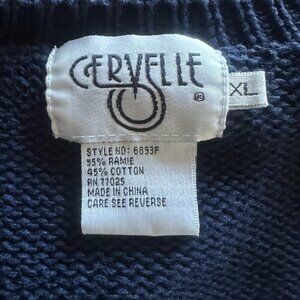 CERVELLE
®
XL
STYLE NO: 6893F
55% RAMIE
45% COTTON
RN 77025
MADE IN CHINA
CARE SEE REVERSE